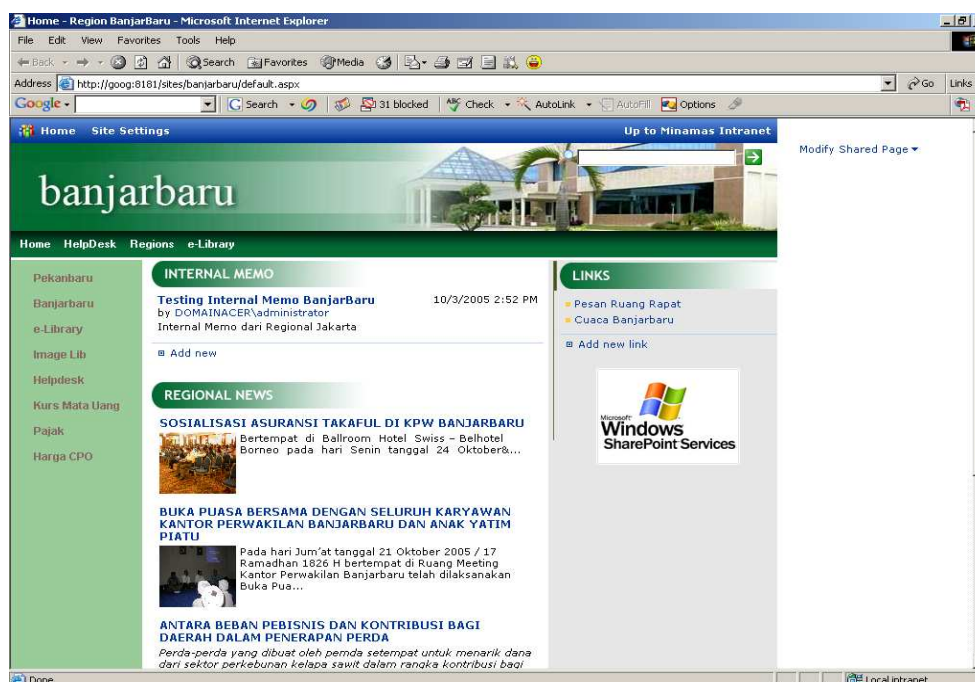 Home - Region BanjarBaru - Microsoft Internet Explorer
File Edit View Favorites Tools Help
Back Search Favorites Media
Address http://goog:8181/sites/banjarbaru/default.aspx Go Links
Google Search 31 blocked Check AutoLink AutoFill Options
Home Site Settings Up to Minamas Intranet
Modify Shared Page
banjarbaru
Home HelpDesk Regions e-Library
Pekanbaru
Banjarbaru
e-Library
Image Lib
Helpdesk
Kurs Mata Uang
Pajak
Harga CPO
INTERNAL MEMO
Testing Internal Memo BanjarBaru 10/3/2005 2:52 PM
by DOMAINACER\administrator
Internal Memo dari Regional Jakarta
Add new
REGIONAL NEWS
SOSIALISASI ASURANSI TAKAFUL DI KPW BANJARBARU
Bertempat di Ballroom Hotel Swiss – Belhotel
Borneo pada hari Senin tanggal 24 Oktober&...
BUKA PUASA BERSAMA DENGAN SELURUH KARYAWAN
KANTOR PERWAKILAN BANJARBARU DAN ANAK YATIM
PIATU
Pada hari Jum'at tanggal 21 Oktober 2005 / 17
Ramadhan 1826 H bertempat di Ruang Meeting
Kantor Perwakilan Banjarbaru telah dilaksanakan
Buka Pua...
ANTARA BEBAN PEBISNIS DAN KONTRIBUSI BAGI
DAERAH DALAM PENERAPAN PERDA
Perda-perda yang dibuat oleh pemda setempat untuk menarik dana
dari sektor perkebunan kelapa sawit dalam rangka kontribusi bagi
LINKS
Pesan Ruang Rapat
Cuaca Banjarbaru
Add new link
Microsoft
Windows
SharePoint Services
Done Local intranet